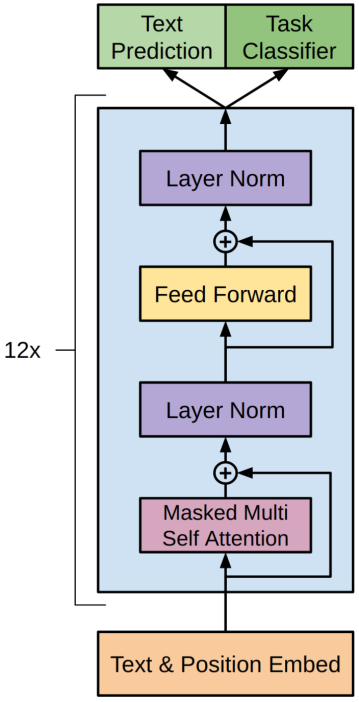 Text
Prediction
Task
Classifier
Layer Norm
+
Feed Forward
12x
Layer Norm
+
Masked Multi
Self Attention
Text & Position Embed